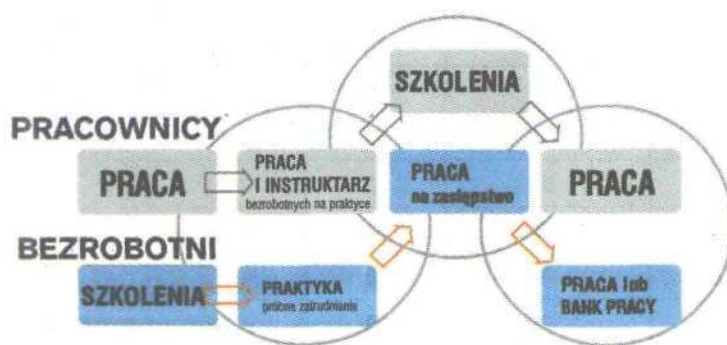 SZKOLENIA
PRACOWNICY
PRACA
PRACA
I INSTRUKTARZ
bezrobotnych na praktyce
PRACA
na zastępstwo
PRACA
BEZROBOTNI
SZKOLENIA
PRAKTYKA
próbne zatrudnienie
PRACA lub
BANK PRACY